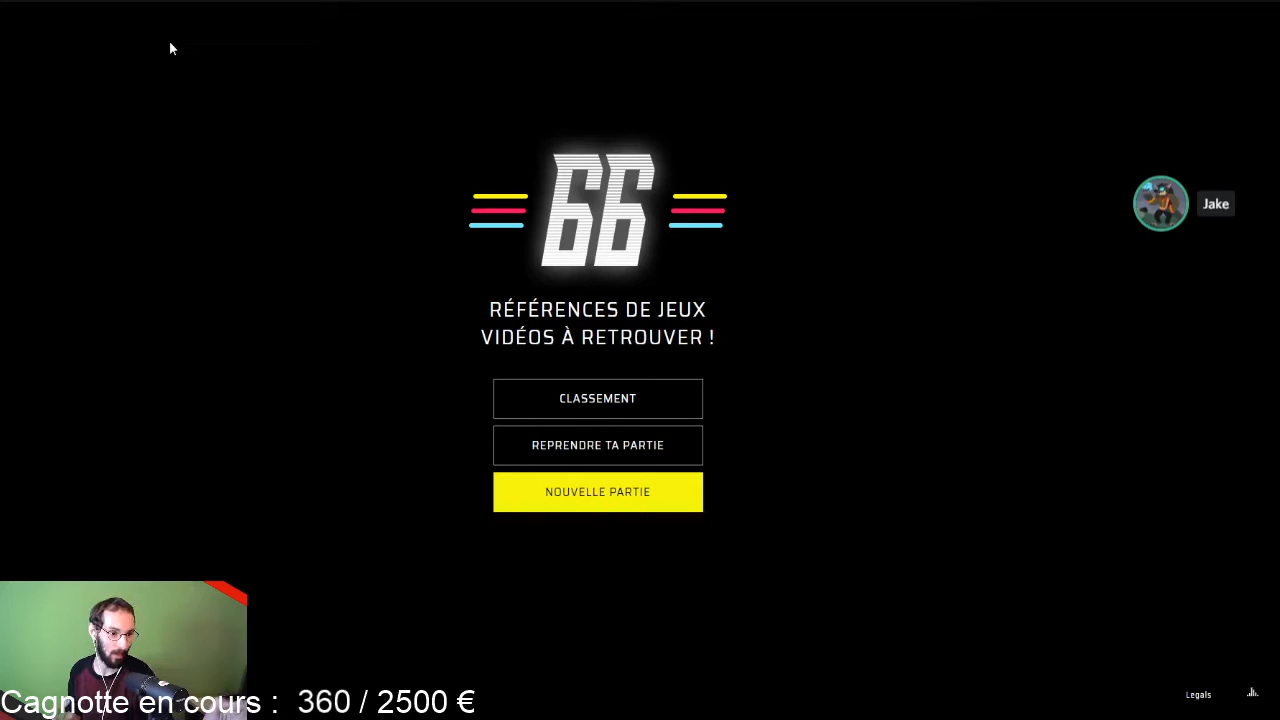 66
Jake
RÉFÉRENCES DE JEUX
VIDÉOS À RETROUVER !
CLASSEMENT
REPRENDRE TA PARTIE
NOUVELLE PARTIE
Cagnotte en cours :  360 / 2500 €
Legals